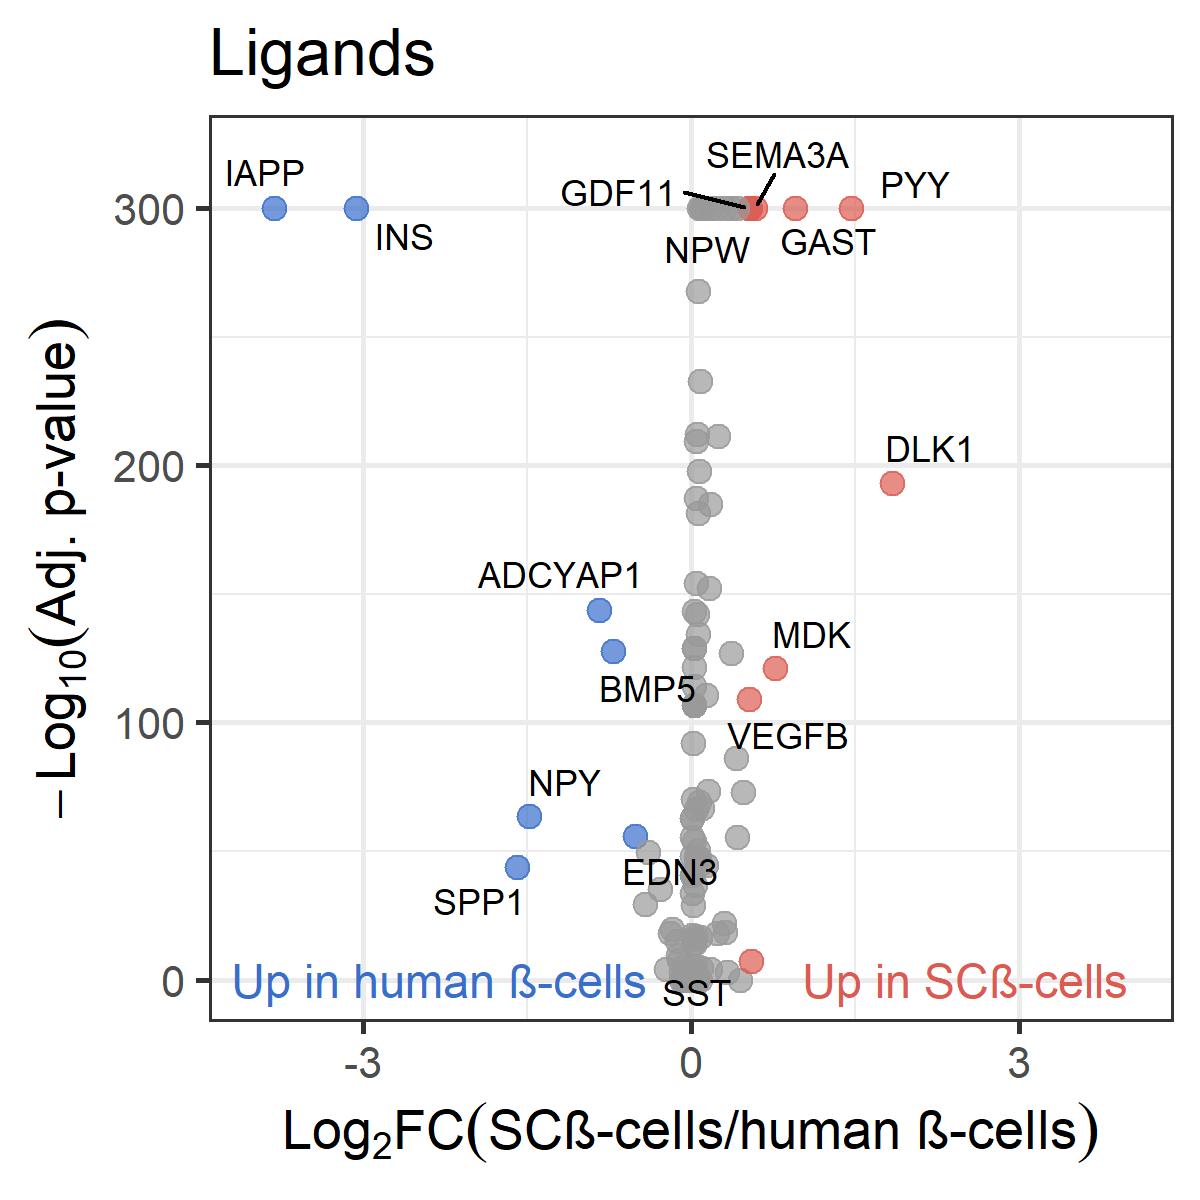 Ligands
SEMA3A
IAPP
GDF11
PYY
300
INS
NPW
GAST
DLK1
200
ADCYAP1
MDK
BMP5
100
VEGFB
NPY
EDN3
SPP1
0
Up in human ß-cells
SST
Up in SCß-cells
-3
0
3
−Log10(Adj. p-value)
Log2FC(SCß-cells/human ß-cells)